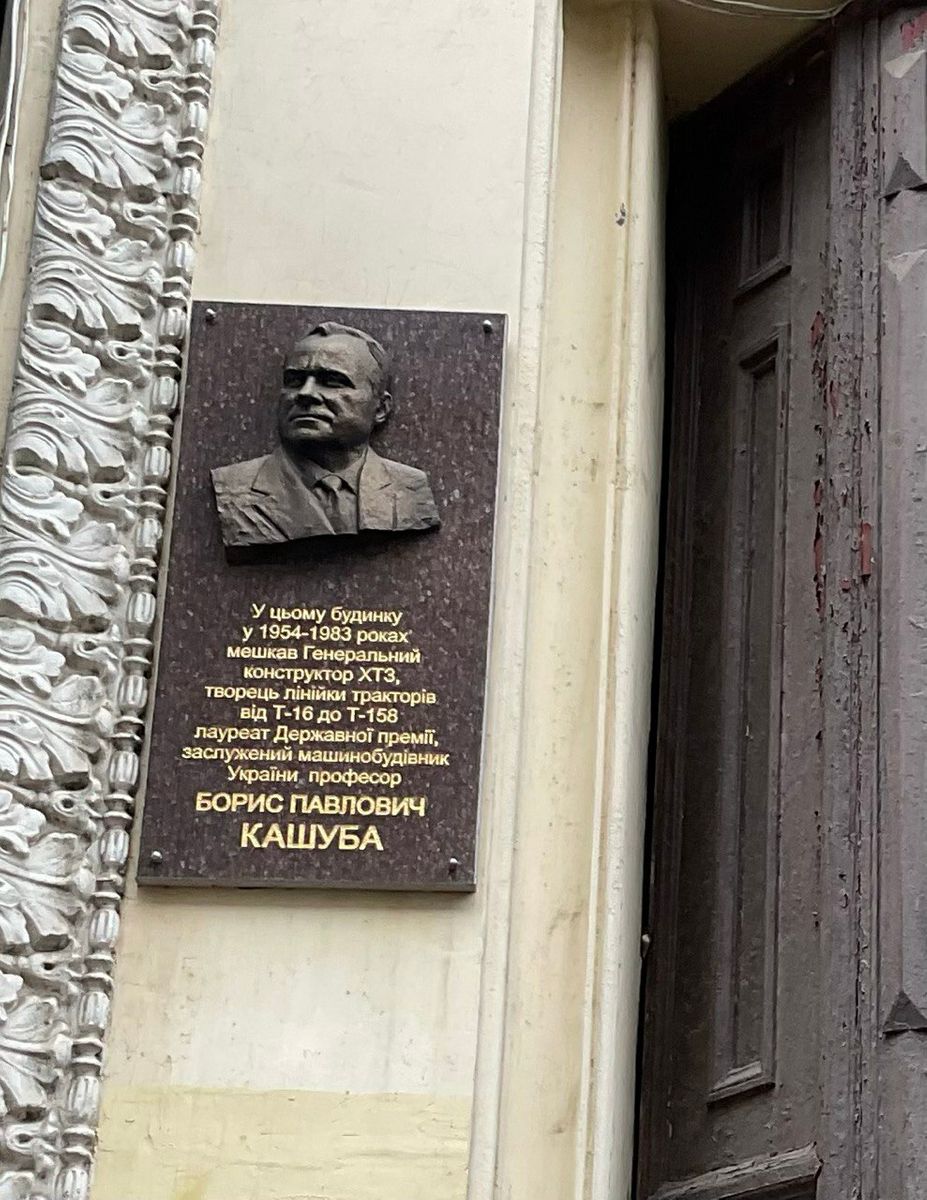 У цьому будинку
у 1954-1983 роках
мешкав Генеральний
конструктор ХТЗ,
творець лінійки тракторів
від Т-16 до Т-158
лауреат Державної премії,
заслужений машинобудівник
України, професор
БОРИС ПАВЛОВИЧ
КАШУБА